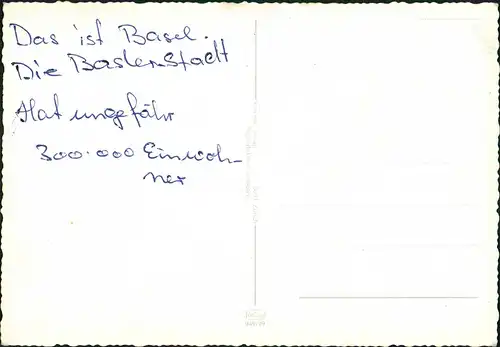 Das ist Basel.
Die Baslerstadt
Hat ungefähr
300.000 Einwoh-
ner